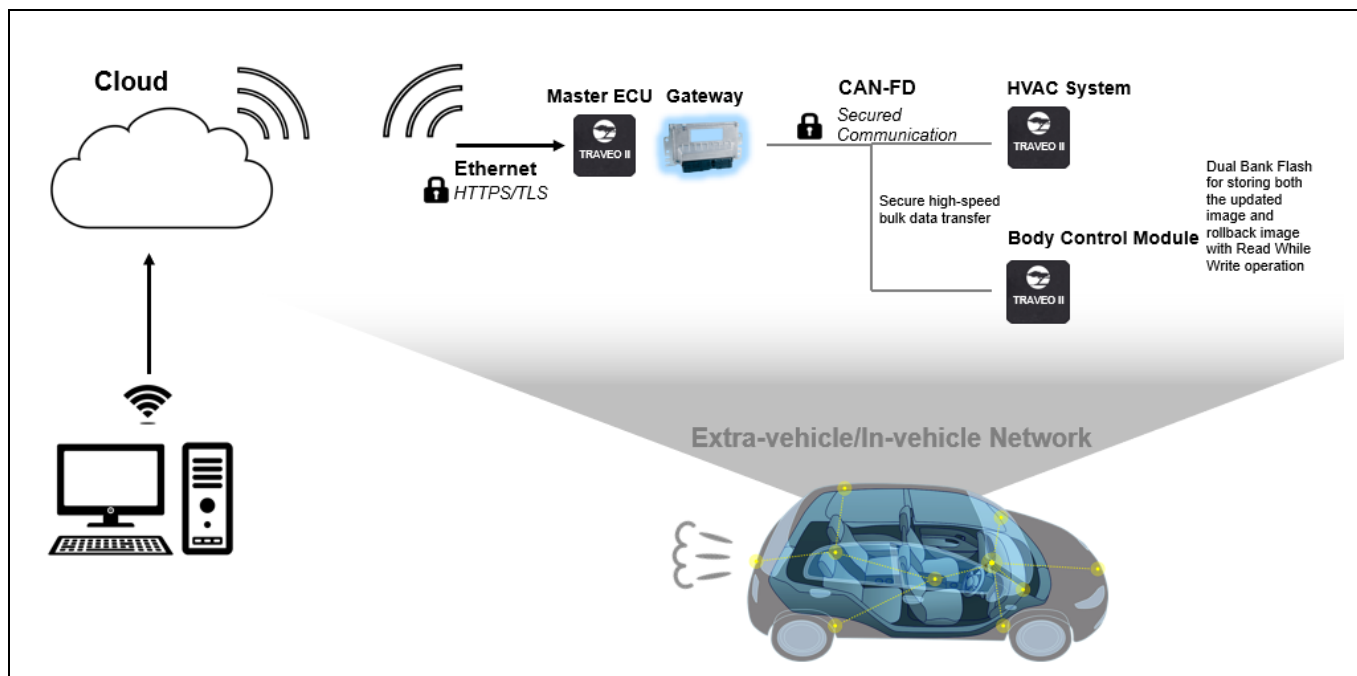 Cloud
Master ECU
Gateway
TRAVEO II
Ethernet
HTTPS/TLS
CAN-FD
Secured
Communication
HVAC System
TRAVEO II
Secure high-speed
bulk data transfer
Body Control Module
TRAVEO II
Dual Bank Flash
for storing both
the updated
image and
rollback image
with Read While
Write operation
Extra-vehicle/In-vehicle Network